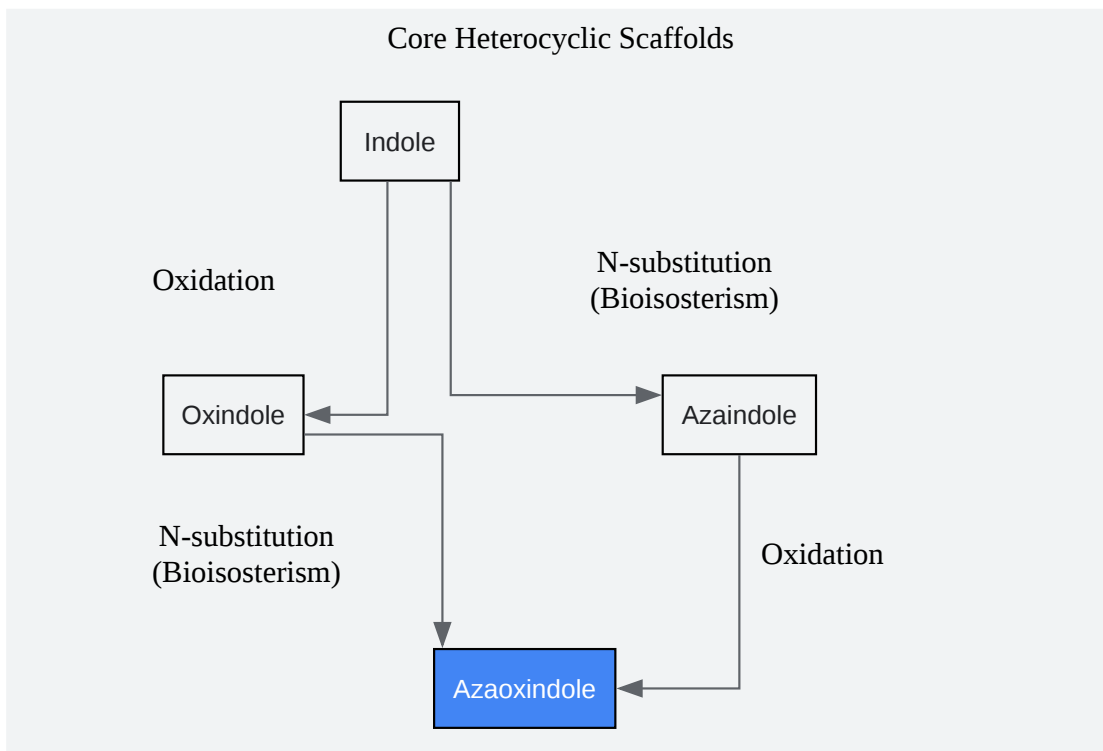 Core Heterocyclic Scaffolds
Indole
Oxidation
N-substitution
(Bioisosterism)
Oxindole
Azaindole
N-substitution
(Bioisosterism)
Oxidation
Azaoxindole